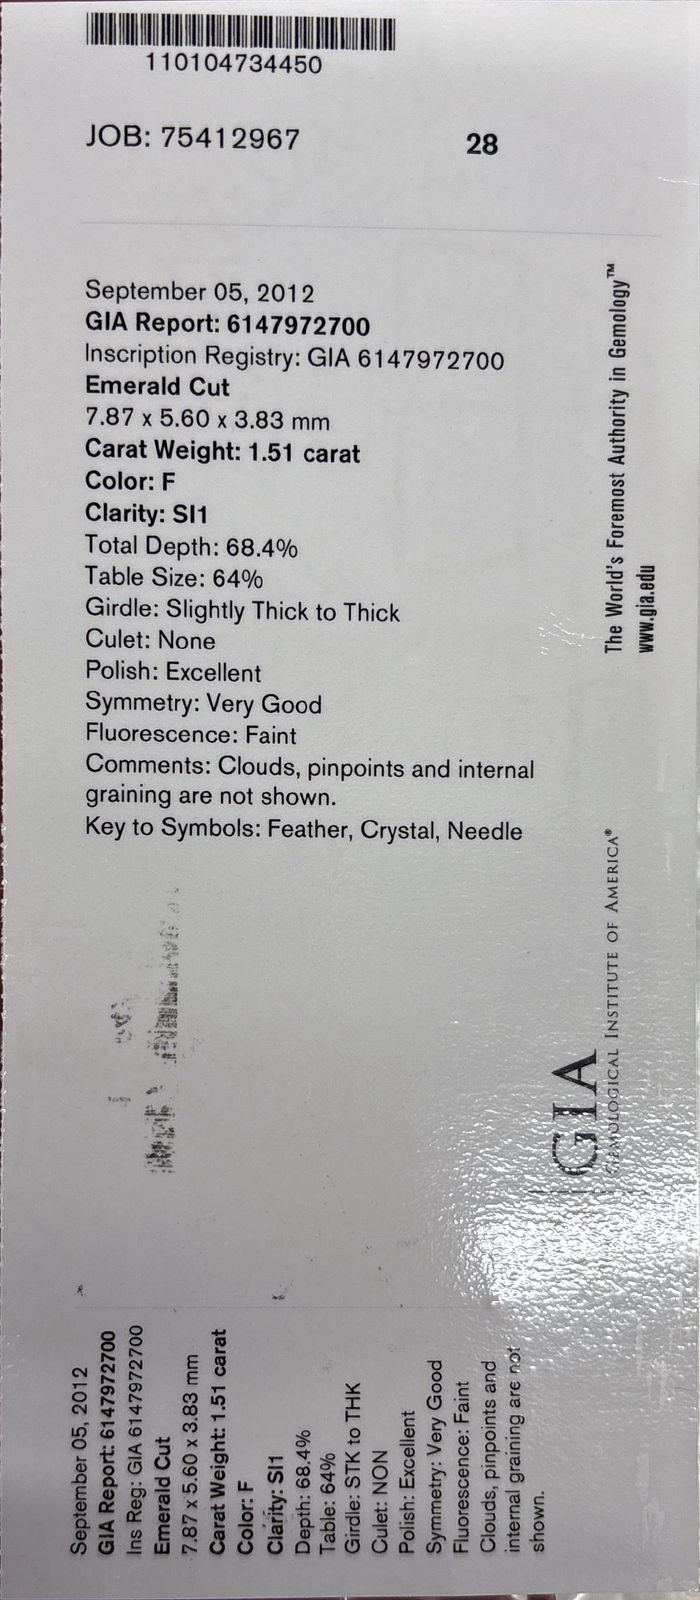 110104734450
JOB: 75412967
28
September 05, 2012
GIA Report: 6147972700
Inscription Registry: GIA 6147972700
Emerald Cut
7.87 x 5.60 x 3.83 mm
Carat Weight: 1.51 carat
Color: F
Clarity: SI1
Total Depth: 68.4%
Table Size: 64%
Girdle: Slightly Thick to Thick
Culet: None
Polish: Excellent
Symmetry: Very Good
Fluorescence: Faint
Comments: Clouds, pinpoints and internal
graining are not shown.
Key to Symbols: Feather, Crystal, Needle
The World's Foremost Authority in Gemology™
www.gia.edu
GIA
GEMOLOGICAL INSTITUTE OF AMERICA®
September 05, 2012
GIA Report: 6147972700
Ins Reg: GIA 6147972700
Emerald Cut
7.87 x 5.60 x 3.83 mm
Carat Weight: 1.51 carat
Color: F
Clarity: SI1
Depth: 68.4%
Table: 64%
Girdle: STK to THK
Culet: NON
Polish: Excellent
Symmetry: Very Good
Fluorescence: Faint
Clouds, pinpoints and
internal graining are not
shown.